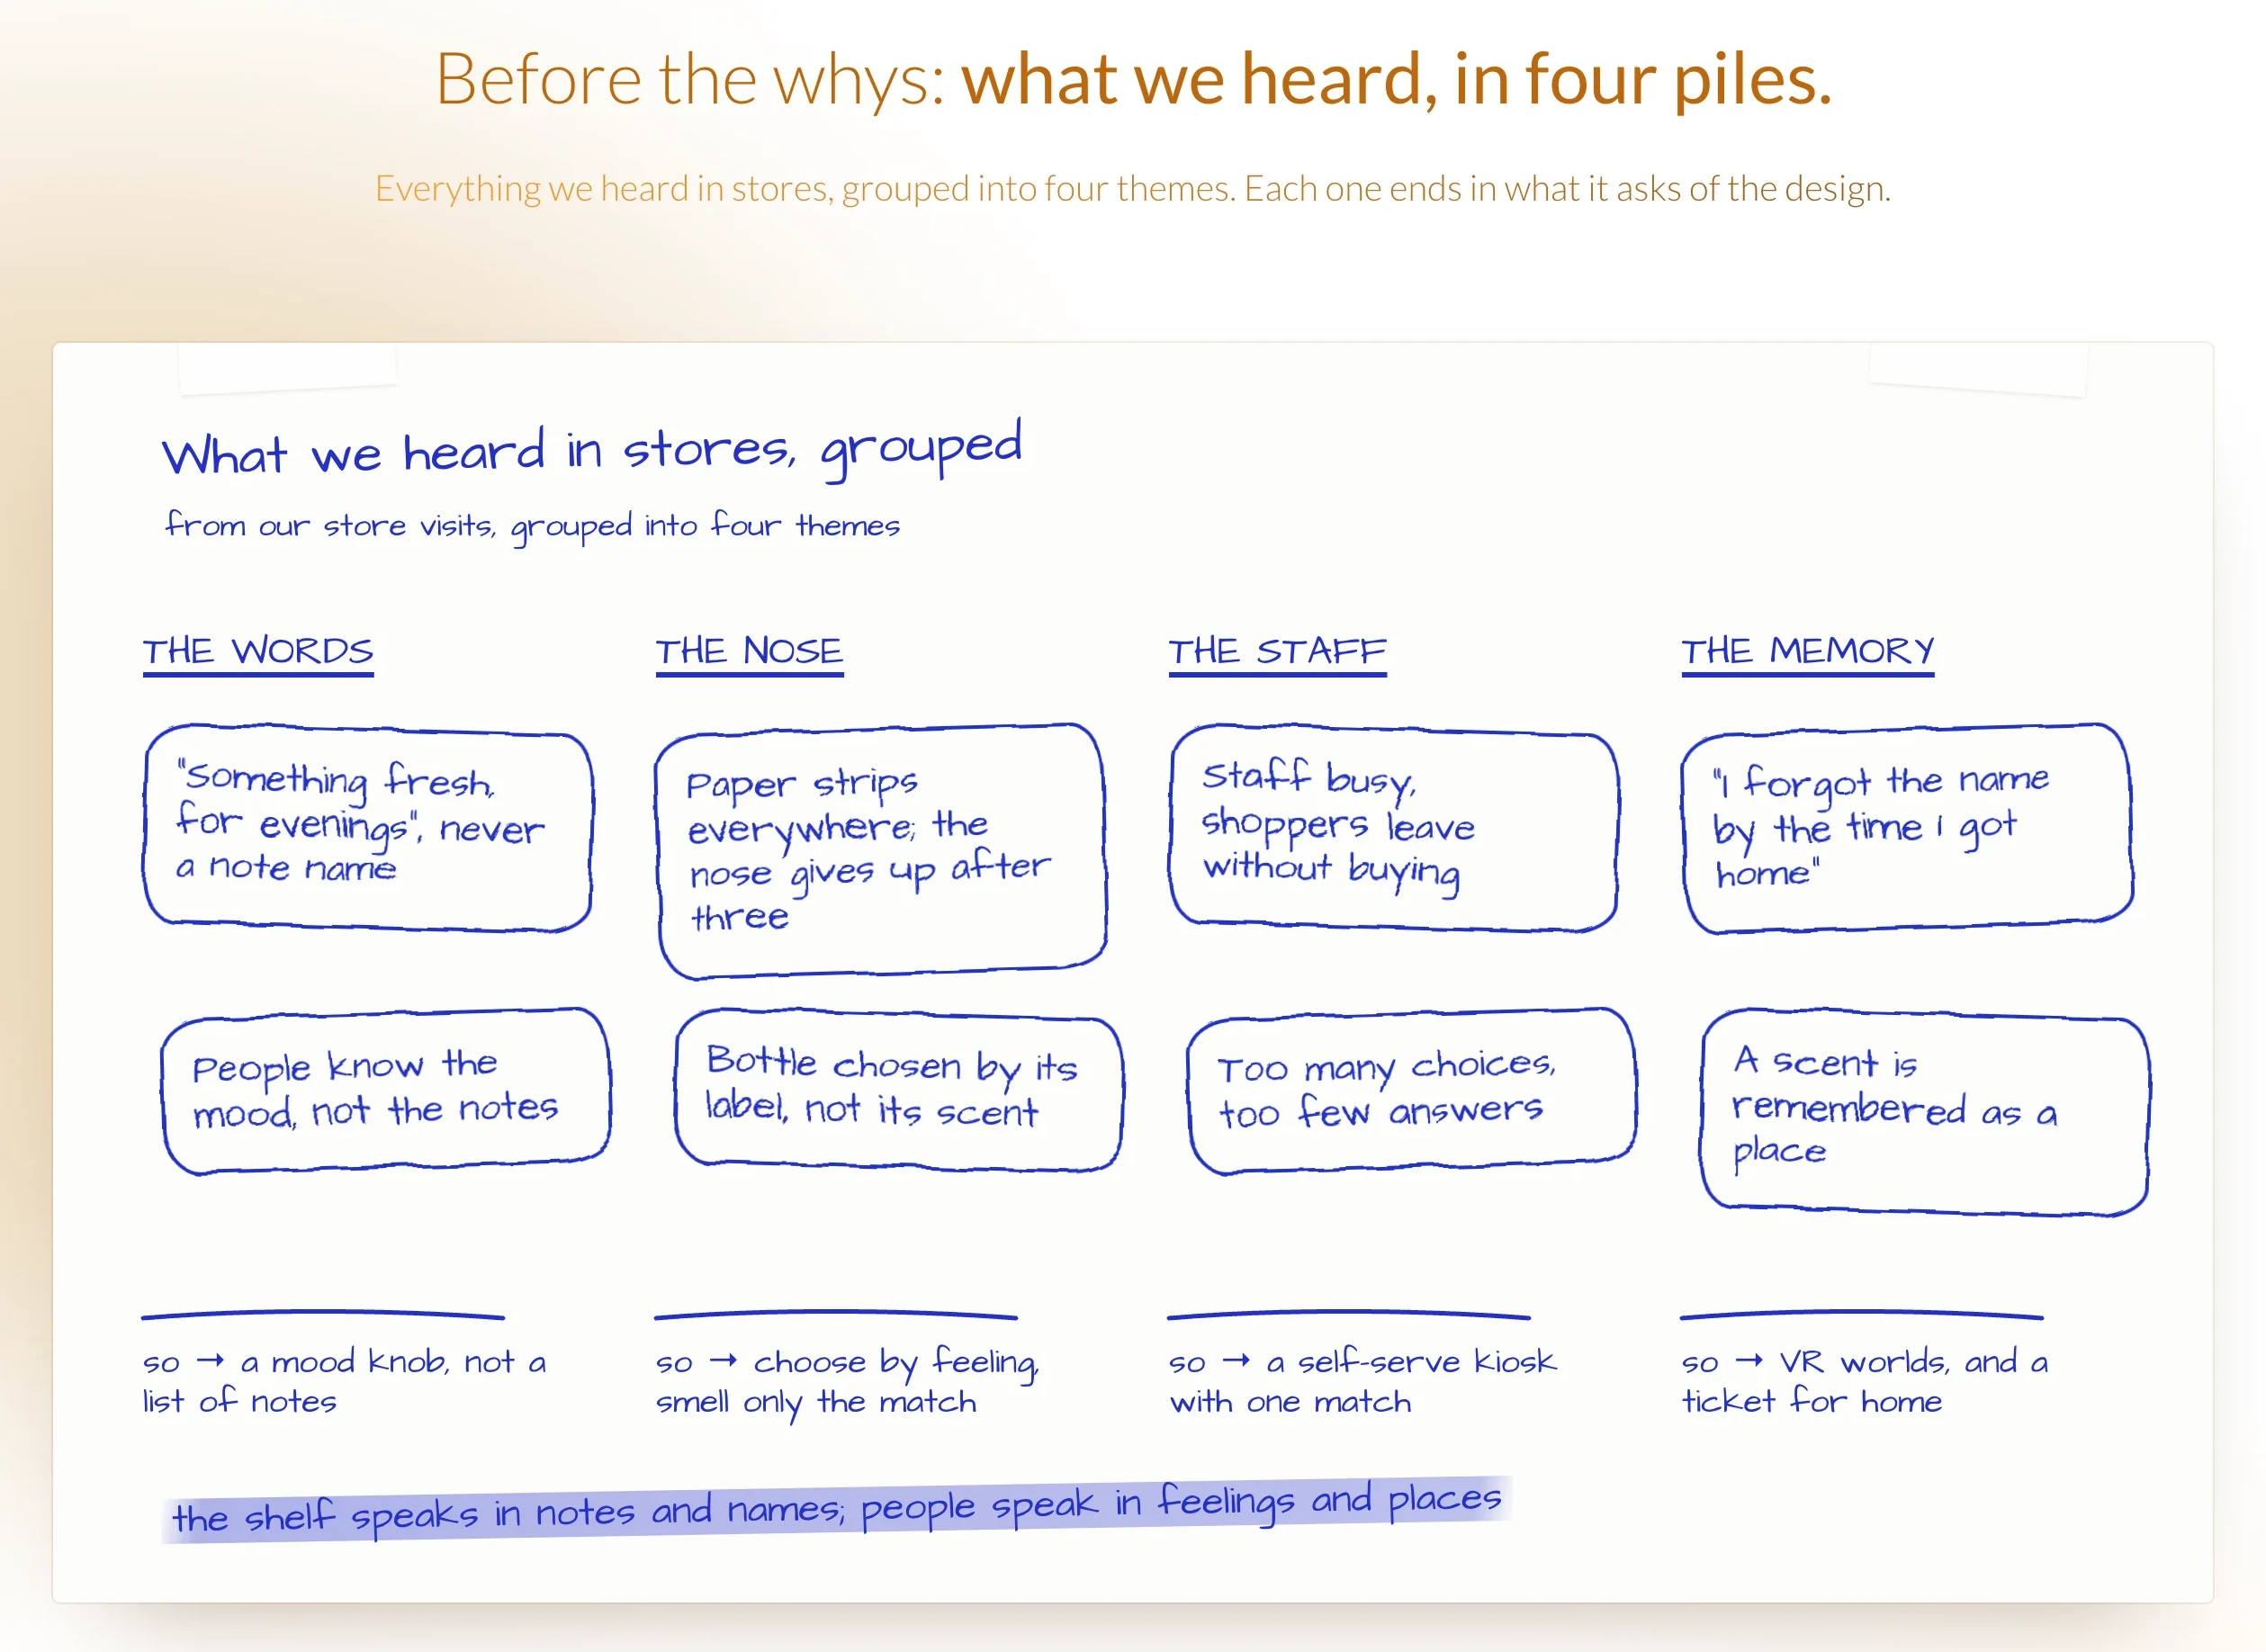 Before the whys: what we heard, in four piles.
Everything we heard in stores, grouped into four themes. Each one ends in what it asks of the design.
What we heard in stores, grouped
from our store visits, grouped into four themes
THE WORDS
"Something fresh,
for evenings", never
a note name
People know the
mood, not the notes
so → a mood knob, not a
list of notes
THE NOSE
Paper strips
everywhere; the
nose gives up after
three
Bottle chosen by its
label, not its scent
so → choose by feeling,
smell only the match
THE STAFF
Staff busy,
shoppers leave
without buying
Too many choices,
too few answers
so → a self-serve kiosk
with one match
THE MEMORY
"I forgot the name
by the time I got
home"
A scent is
remembered as a
place
so → VR worlds, and a
ticket for home
the shelf speaks in notes and names; people speak in feelings and places